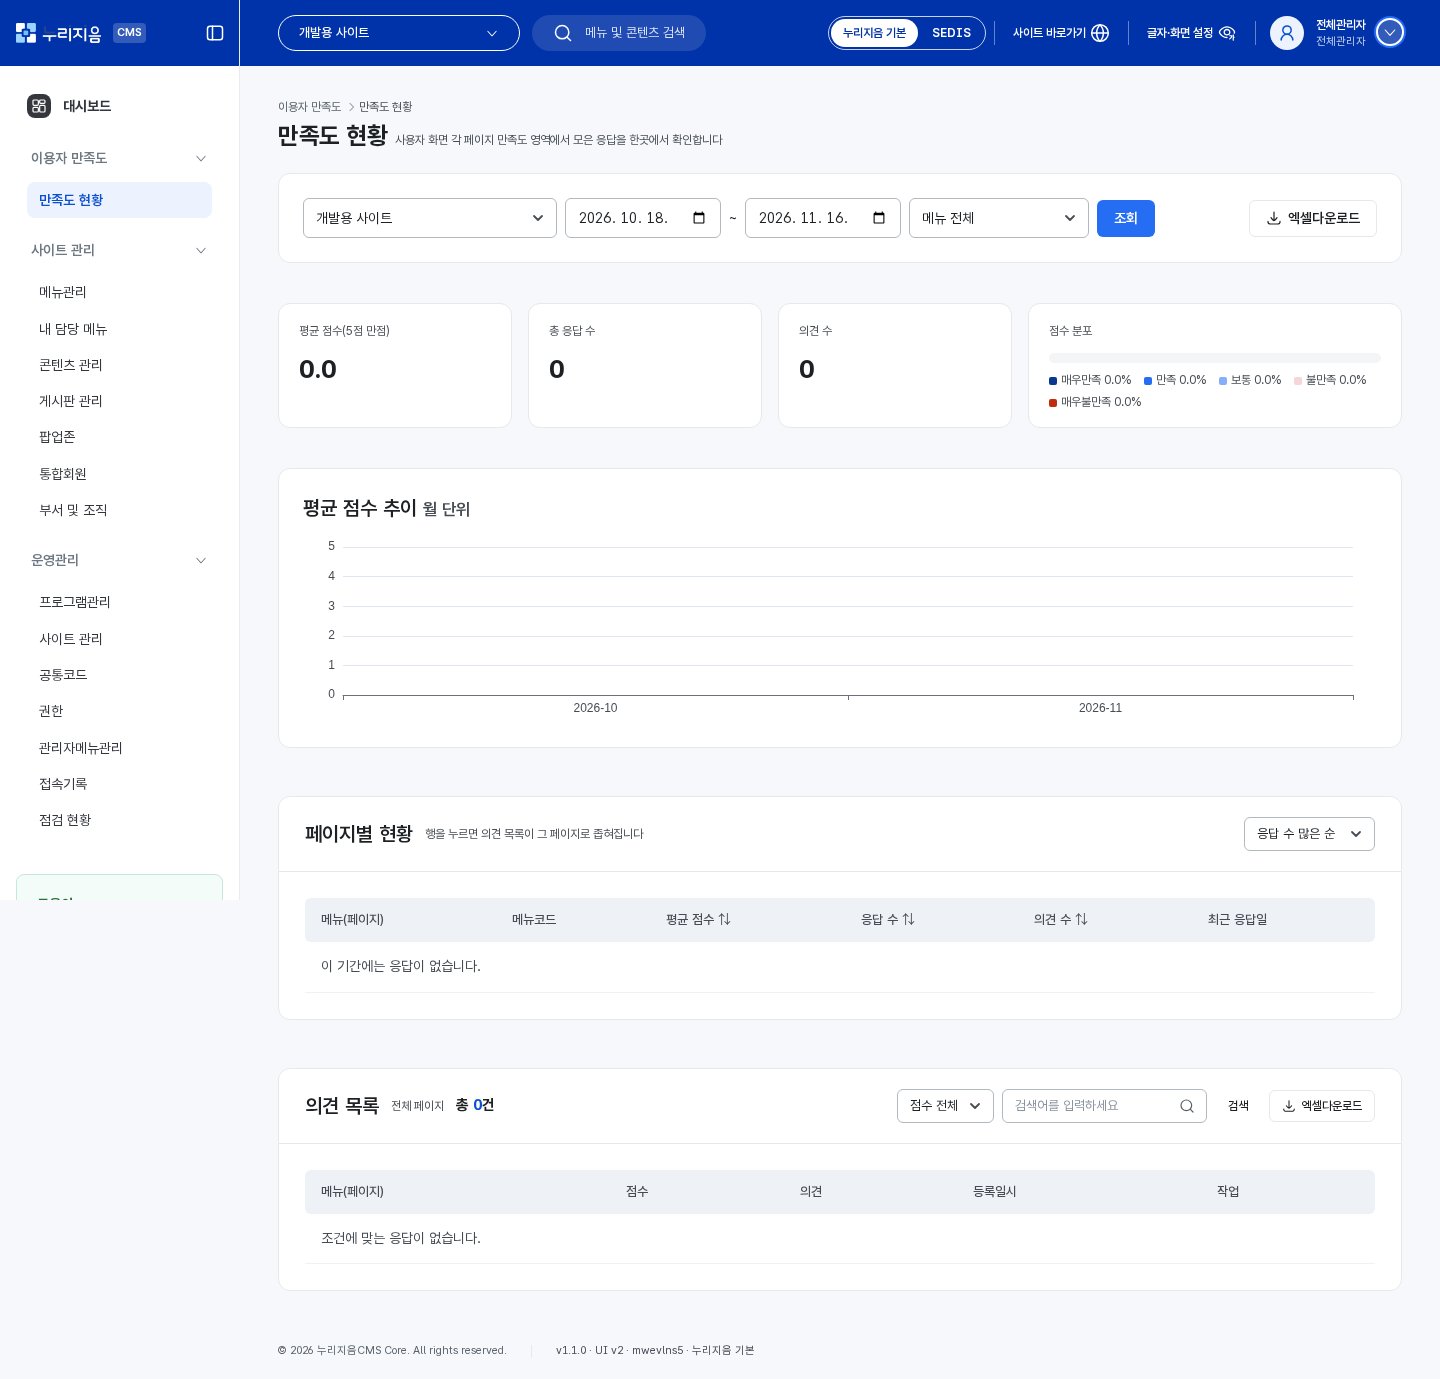 누리지음 CMS
개발용 사이트
메뉴 및 콘텐츠 검색
누리지음 기본
SEDIS
사이트 바로가기
글자·화면 설정
전체관리자
전체관리자
대시보드
이용자 만족도
만족도 현황
사이트 관리
메뉴관리
내 담당 메뉴
콘텐츠 관리
게시판 관리
팝업존
통합회원
부서 및 조직
운영관리
프로그램관리
사이트 관리
공통코드
권한
관리자메뉴관리
접속기록
점검 현황
이용자 만족도 > 만족도 현황
만족도 현황 사용자 화면 각 페이지 만족도 영역에서 모은 응답을 한곳에서 확인합니다
개발용 사이트
2026. 10. 18. ~ 2026. 11. 16.
메뉴 전체
조회
엑셀다운로드
평균 점수(5점 만점)
0.0
총 응답 수
0
의견 수
0
점수 분포
매우만족 0.0% 만족 0.0% 보통 0.0% 불만족 0.0%
매우불만족 0.0%
평균 점수 추이 월 단위
5
4
3
2
1
0
2026-10 2026-11
페이지별 현황 행을 누르면 의견 목록이 그 페이지로 좁혀집니다
응답 수 많은 순
메뉴(페이지) 메뉴코드 평균 점수 응답 수 의견 수 최근 응답일
이 기간에는 응답이 없습니다.
의견 목록 전체 페이지 총 0건
점수 전체
검색어를 입력하세요
검색
엑셀다운로드
메뉴(페이지) 점수 의견 등록일시 작업
조건에 맞는 응답이 없습니다.
© 2026 누리지음CMS Core. All rights reserved.
v1.1.0 · UI v2 · mwevlns5 · 누리지음 기본